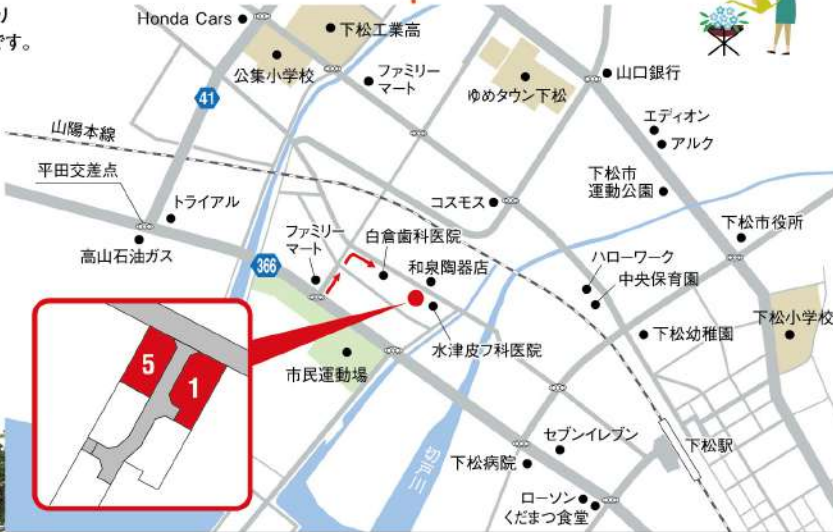 り
です。
Honda Cars
下松工業高
公集小学校
ファミリー
マート
ゆめタウン下松
山口銀行
41
エディオン
アルク
山陽本線
平田交差点
下松市
運動公園
トライアル
コスモス
下松市役所
高山石油ガス
366
ファミリー
マート
白倉歯科医院
和泉陶器店
ハローワーク
中央保育園
下松幼稚園
下松小学校
水津皮フ科医院
市民運動場
5
1
切戸川
セブンイレブン
下松病院
下松駅
ローソン
くだまつ食堂